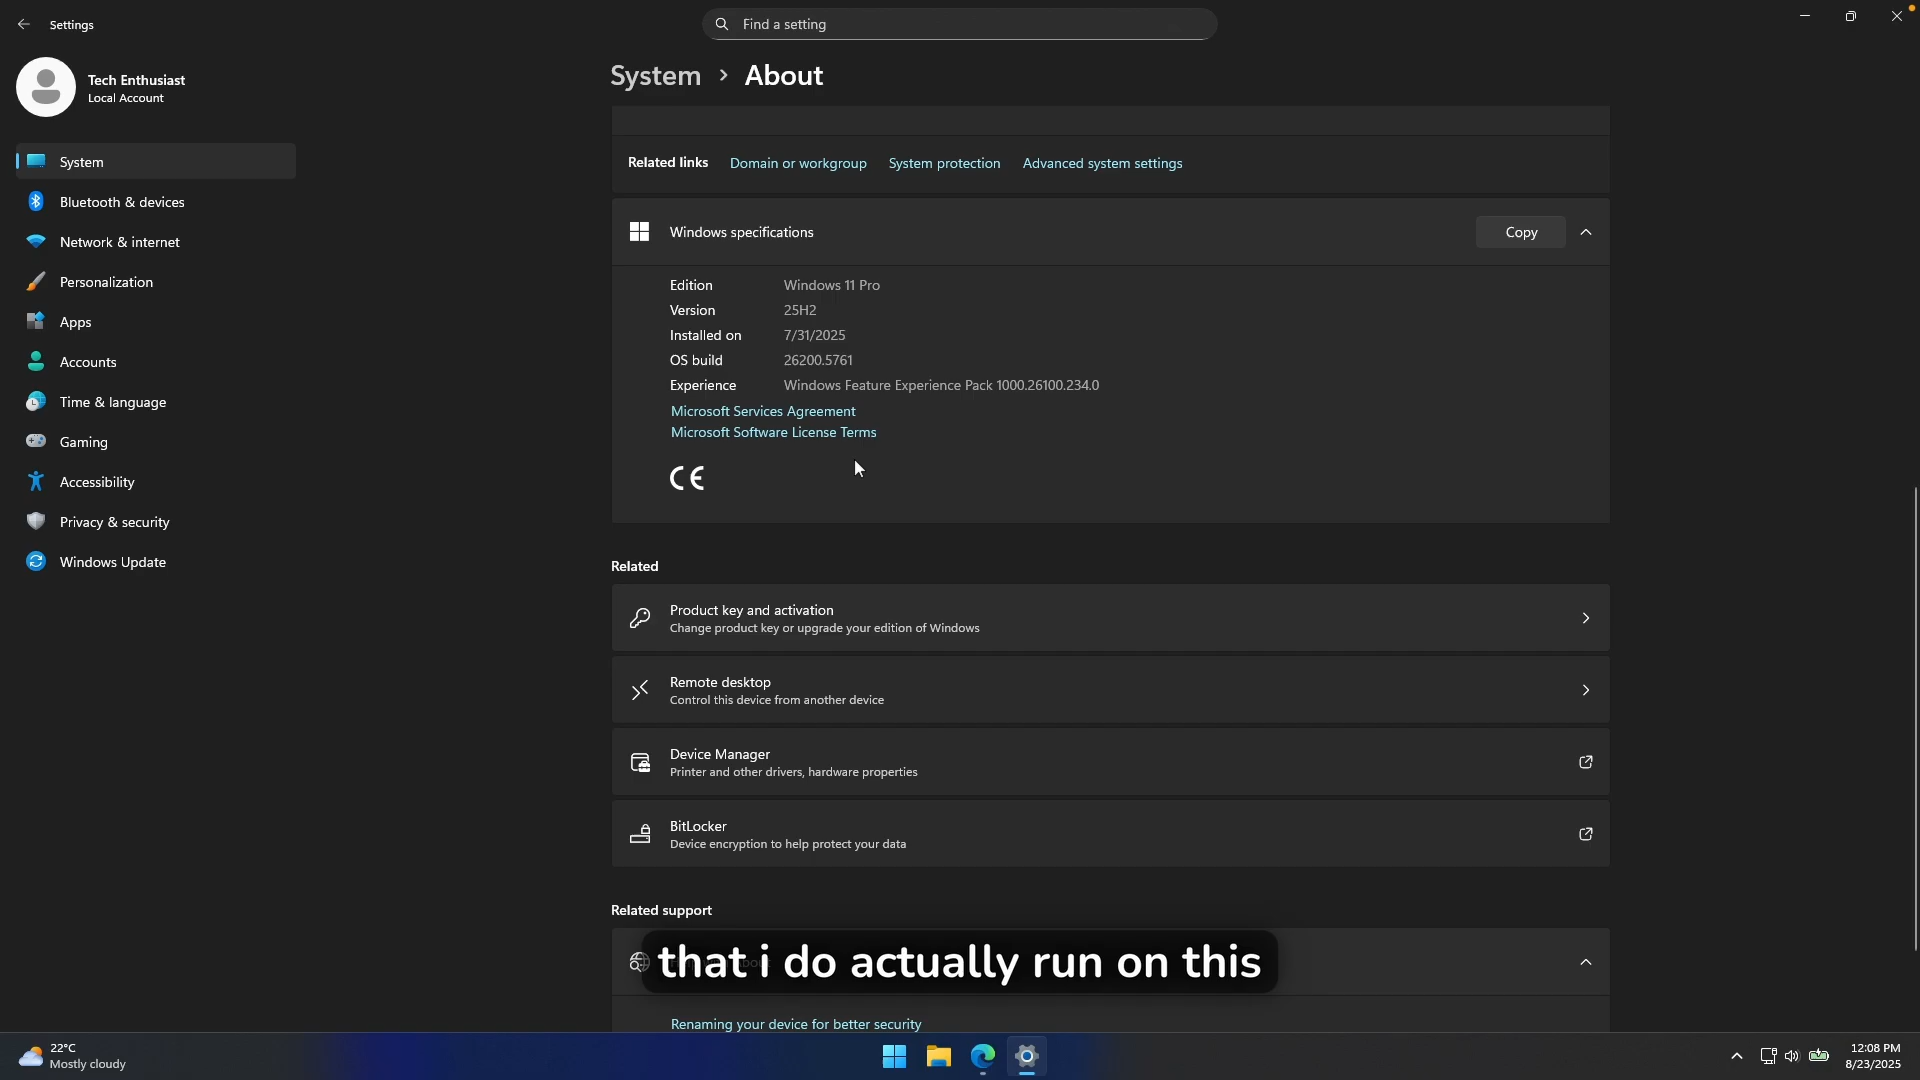 Settings
Find a setting
Tech Enthusiast
Local Account
System
Bluetooth & devices
Network & internet
Personalization
Apps
Accounts
Time & language
Gaming
Accessibility
Privacy & security
Windows Update
System > About
Related links Domain or workgroup System protection Advanced system settings
Windows specifications Copy
Edition Windows 11 Pro
Version 25H2
Installed on 7/31/2025
OS build 26200.5761
Experience Windows Feature Experience Pack 1000.26100.234.0
Microsoft Services Agreement
Microsoft Software License Terms
CE
Related
Product key and activation
Change product key or upgrade your edition of Windows
Remote desktop
Control this device from another device
Device Manager
Printer and other drivers, hardware properties
BitLocker
Device encryption to help protect your data
Related support
that i do actually run on this
Renaming your device for better security
22°C
Mostly cloudy
12:08 PM
8/23/2025